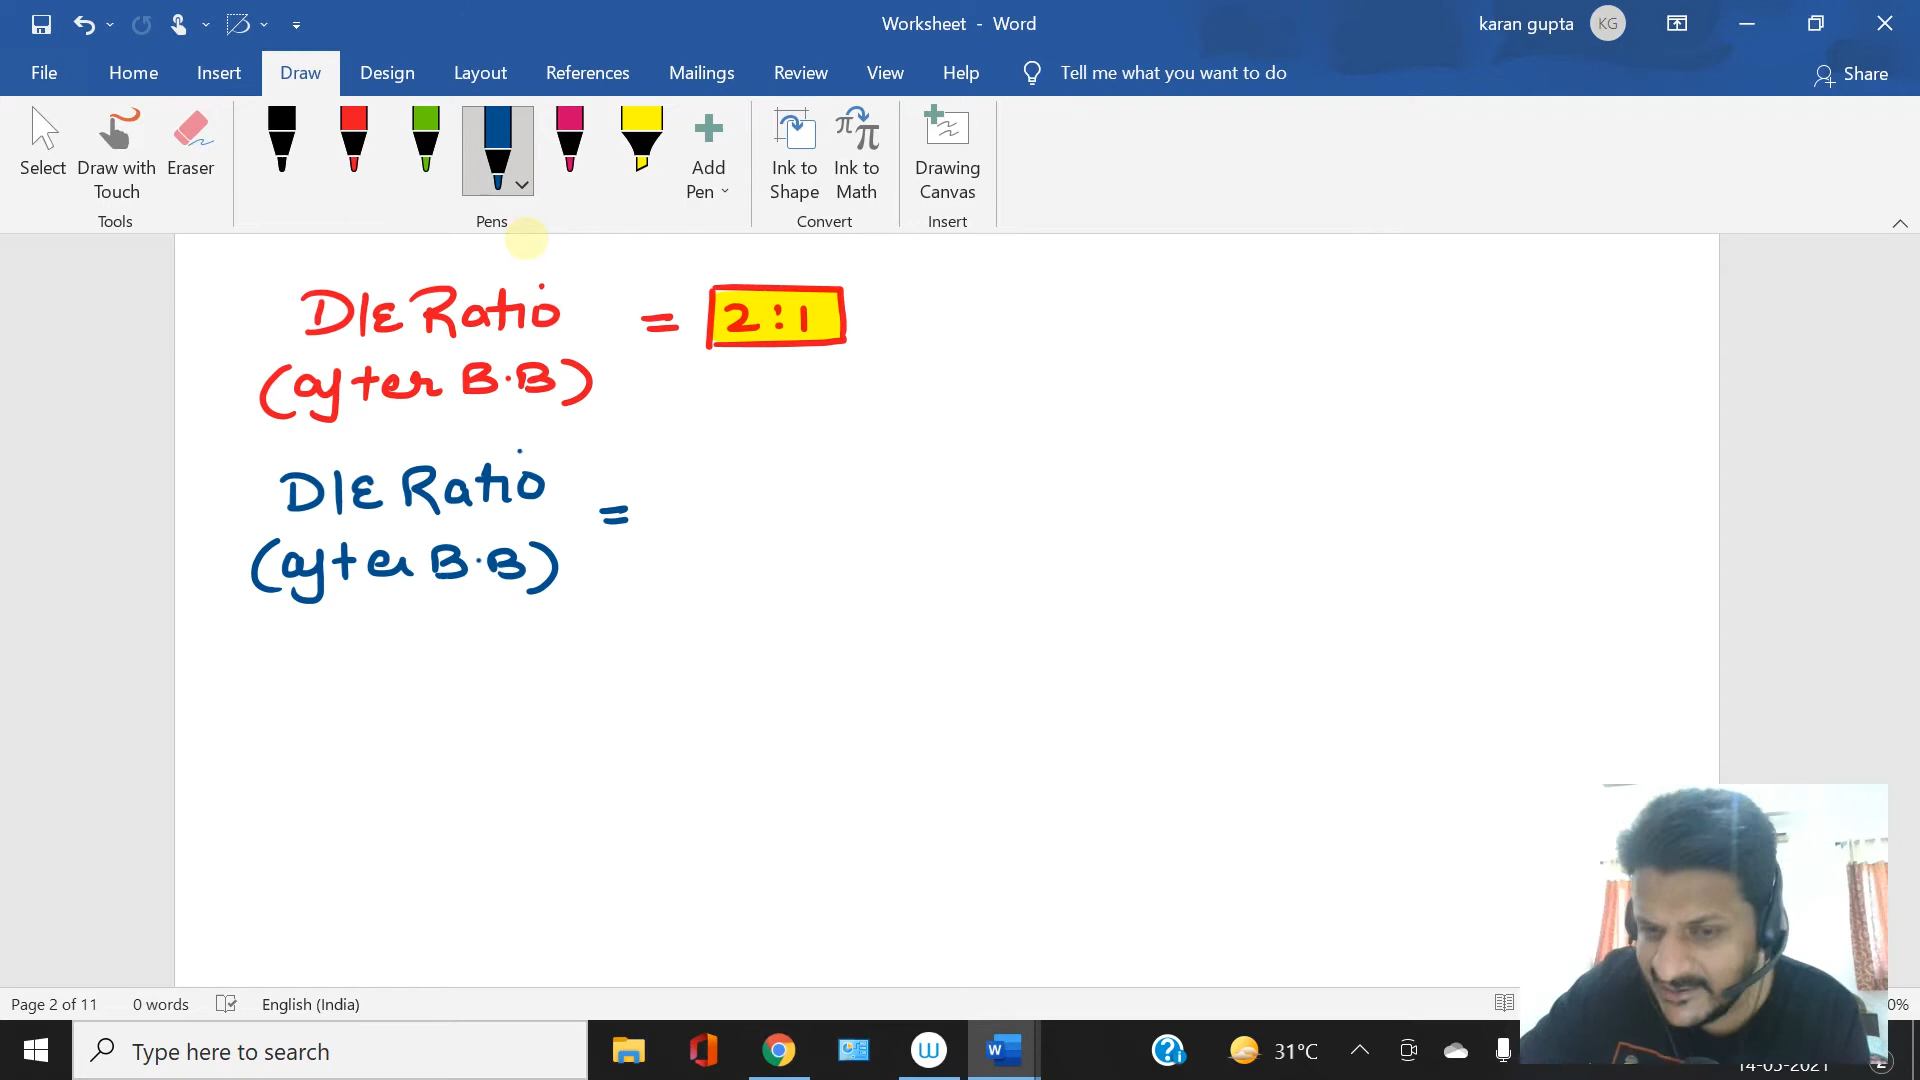 Worksheet - Word
karan gupta
KG
File Home Insert Draw Design Layout References Mailings Review View Help Tell me what you want to do Share
Select
Draw with Touch
Eraser
Tools
Pens
Add Pen
Ink to Shape
Ink to Math
Convert
Drawing Canvas
Insert
D|E Ratio = 2:1
(after B.B)
D|E Ratio =
(after B.B)
Page 2 of 11 0 words English (India) 0%
Type here to search
31°C